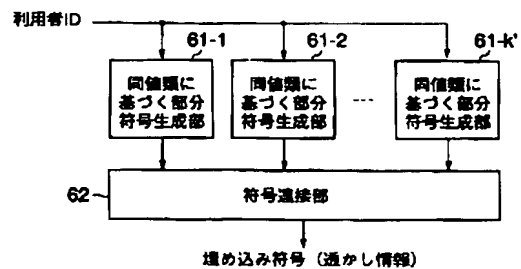 利用者ID
61-1
61-2
61-k'
同値類に
基づく部分
符号生成部
同値類に
基づく部分
符号生成部
同値類に
基づく部分
符号生成部
62
符号連接部
埋め込み符号（透かし情報）